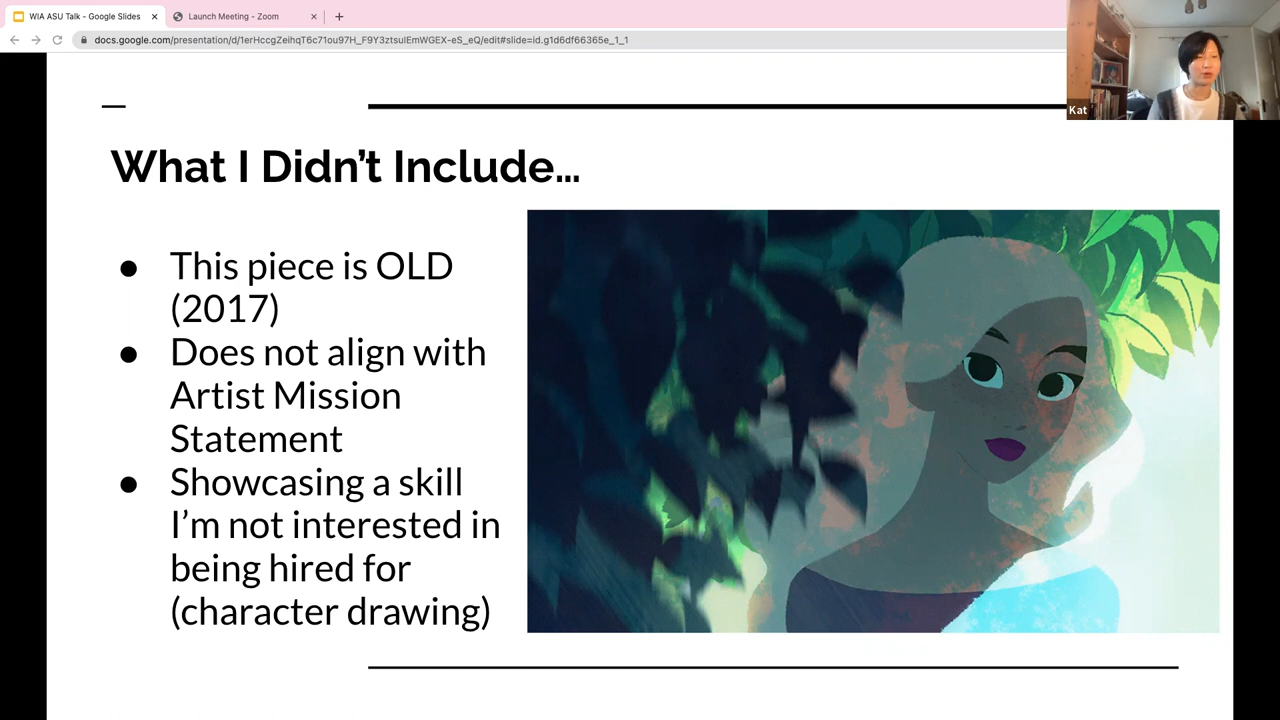 WIA ASU Talk - Google Slides
Launch Meeting - Zoom
docs.google.com/presentation/d/1erHccgZeihqT6c71ou97H_F9Y3ztsuIEmWGEX-eS_eQ/edit#slide=id.g1d6df66365e_1_1
Kat
What I Didn’t Include…
● This piece is OLD
(2017)
● Does not align with
Artist Mission
Statement
● Showcasing a skill
I’m not interested in
being hired for
(character drawing)